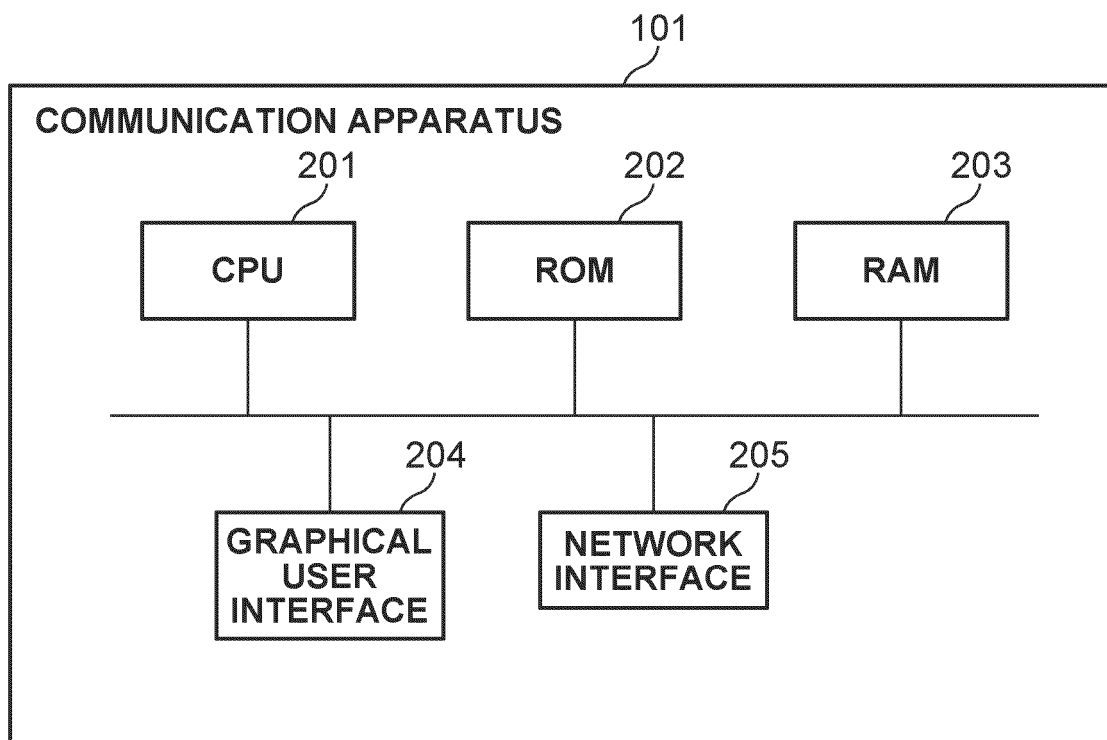 101
COMMUNICATION APPARATUS
201
202
203
CPU
ROM
RAM
204
205
GRAPHICAL
USER
INTERFACE
NETWORK
INTERFACE